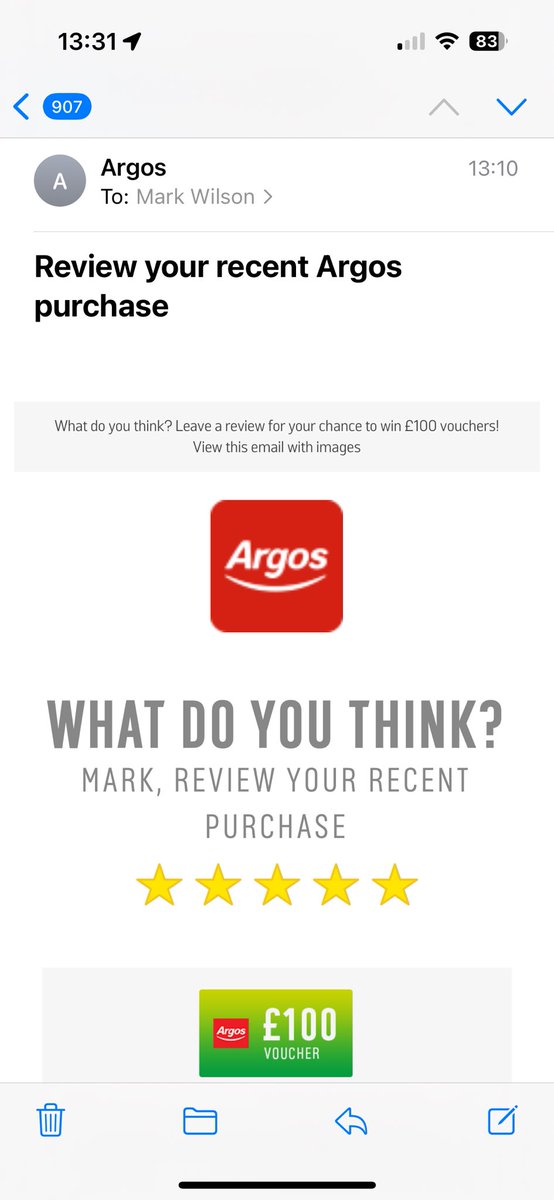 13:31
83
907
A
Argos
13:10
To: Mark Wilson
Review your recent Argos
purchase
What do you think? Leave a review for your chance to win £100 vouchers!
View this email with images
Argos
WHAT DO YOU THINK?
MARK, REVIEW YOUR RECENT
PURCHASE
Argos
£100
VOUCHER